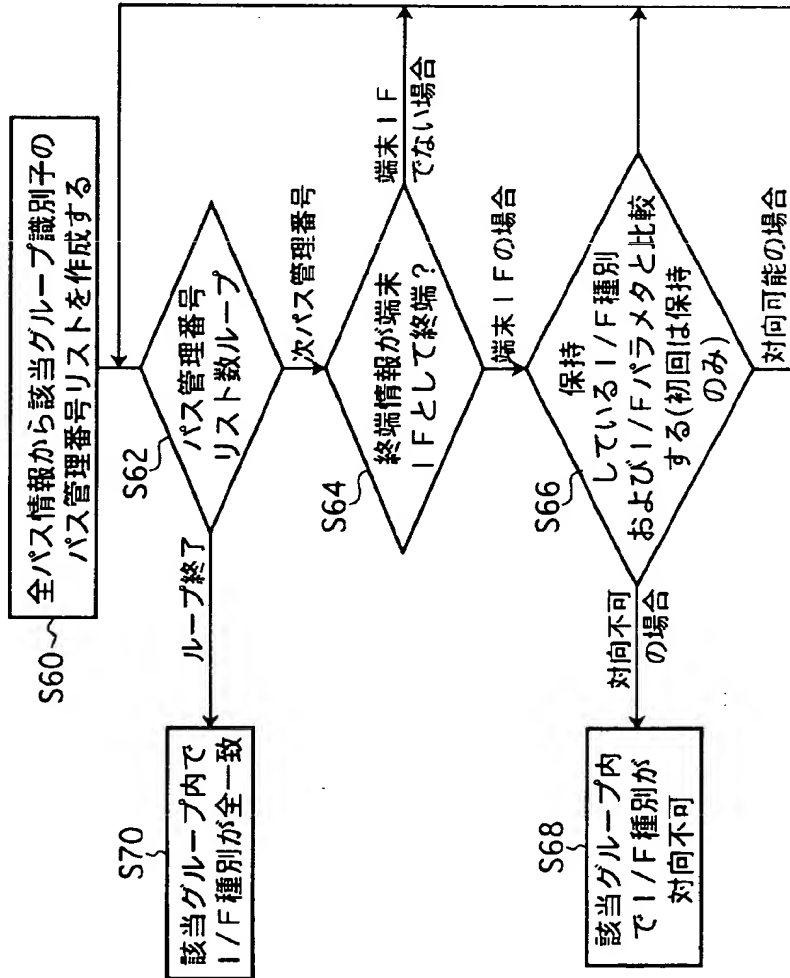 S60
全パス情報から該当グループ識別子の
パス管理番号リストを作成する
S62
パス管理番号
リスト数ループ
ループ終了
次パス管理番号
S70
該当グループ内で
I/F種別が全一致
S64
終端情報が端末
IFとして終端?
端末IF
でない場合
端末IFの場合
S66
保持
しているI/F種別
およびI/Fパラメタと比較
する(初回は保持
のみ)
対向不可
の場合
対向可能の場合
S68
該当グループ内
でI/F種別が
対向不可